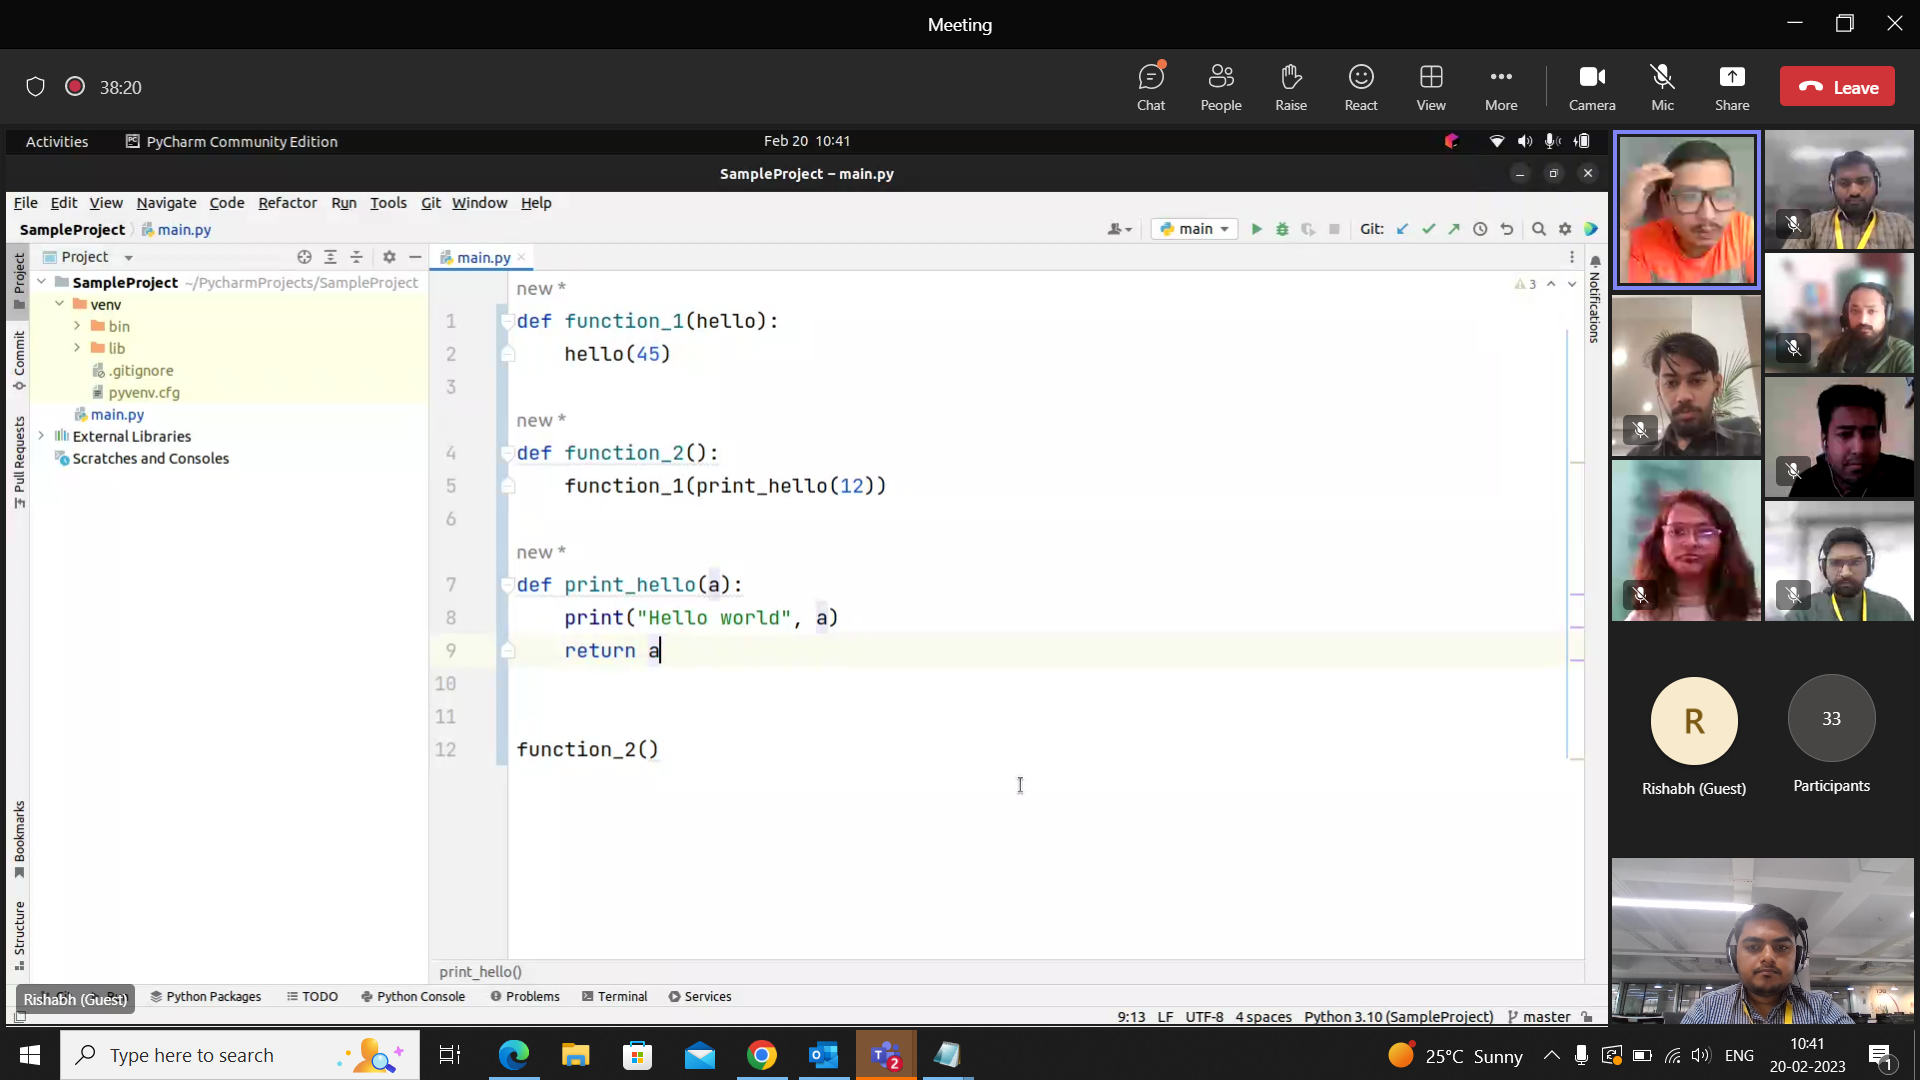 Meeting
38:20
Chat
People
Raise
React
View
More
Camera
Mic
Share
Leave
Activities
PC
PyCharm Community Edition
Feb 20 10:41
SampleProject – main.py
File Edit View Navigate Code Refactor Run Tools Git Window Help
SampleProject main.py
main
Git:
Project
Project
main.py
SampleProject ~/PycharmProjects/SampleProject
venv
bin
lib
.gitignore
pyvenv.cfg
main.py
External Libraries
Scratches and Consoles
Commit
Pull Requests
Bookmarks
Structure
Notifications
3
new *
1 def function_1(hello):
2 hello(45)
3
new *
4 def function_2():
5 function_1(print_hello(12))
6
new *
7 def print_hello(a):
8 print("Hello world", a)
9 return a
10
11
12 function_2()
print_hello()
Rishabh (Guest)
Python Packages
TODO
Python Console
Problems
Terminal
Services
9:13 LF UTF-8 4 spaces Python 3.10 (SampleProject) master
R
Rishabh (Guest)
33
Participants
Type here to search
2
25°C Sunny
ENG
10:41
20-02-2023
1